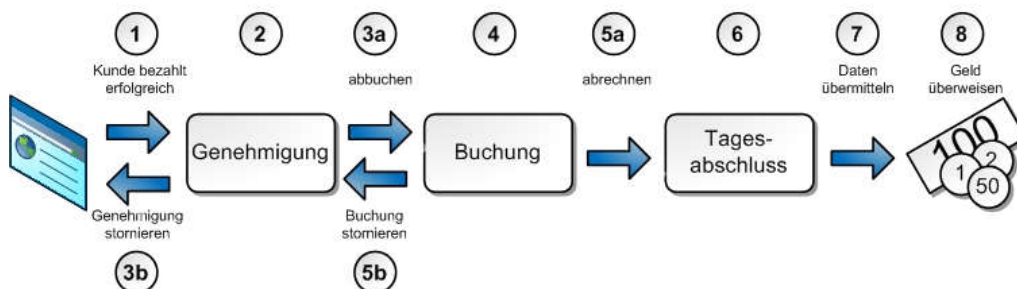 1
2
3a
4
5a
6
7
8
Kunde bezahlt
erfolgreich
abbuchen
abrechnen
Daten
übermitteln
Geld
überweisen
Genehmigung
Buchung
Tages-
abschluss
100
1
2
50
Genehmigung
stornieren
Buchung
stornieren
3b
5b